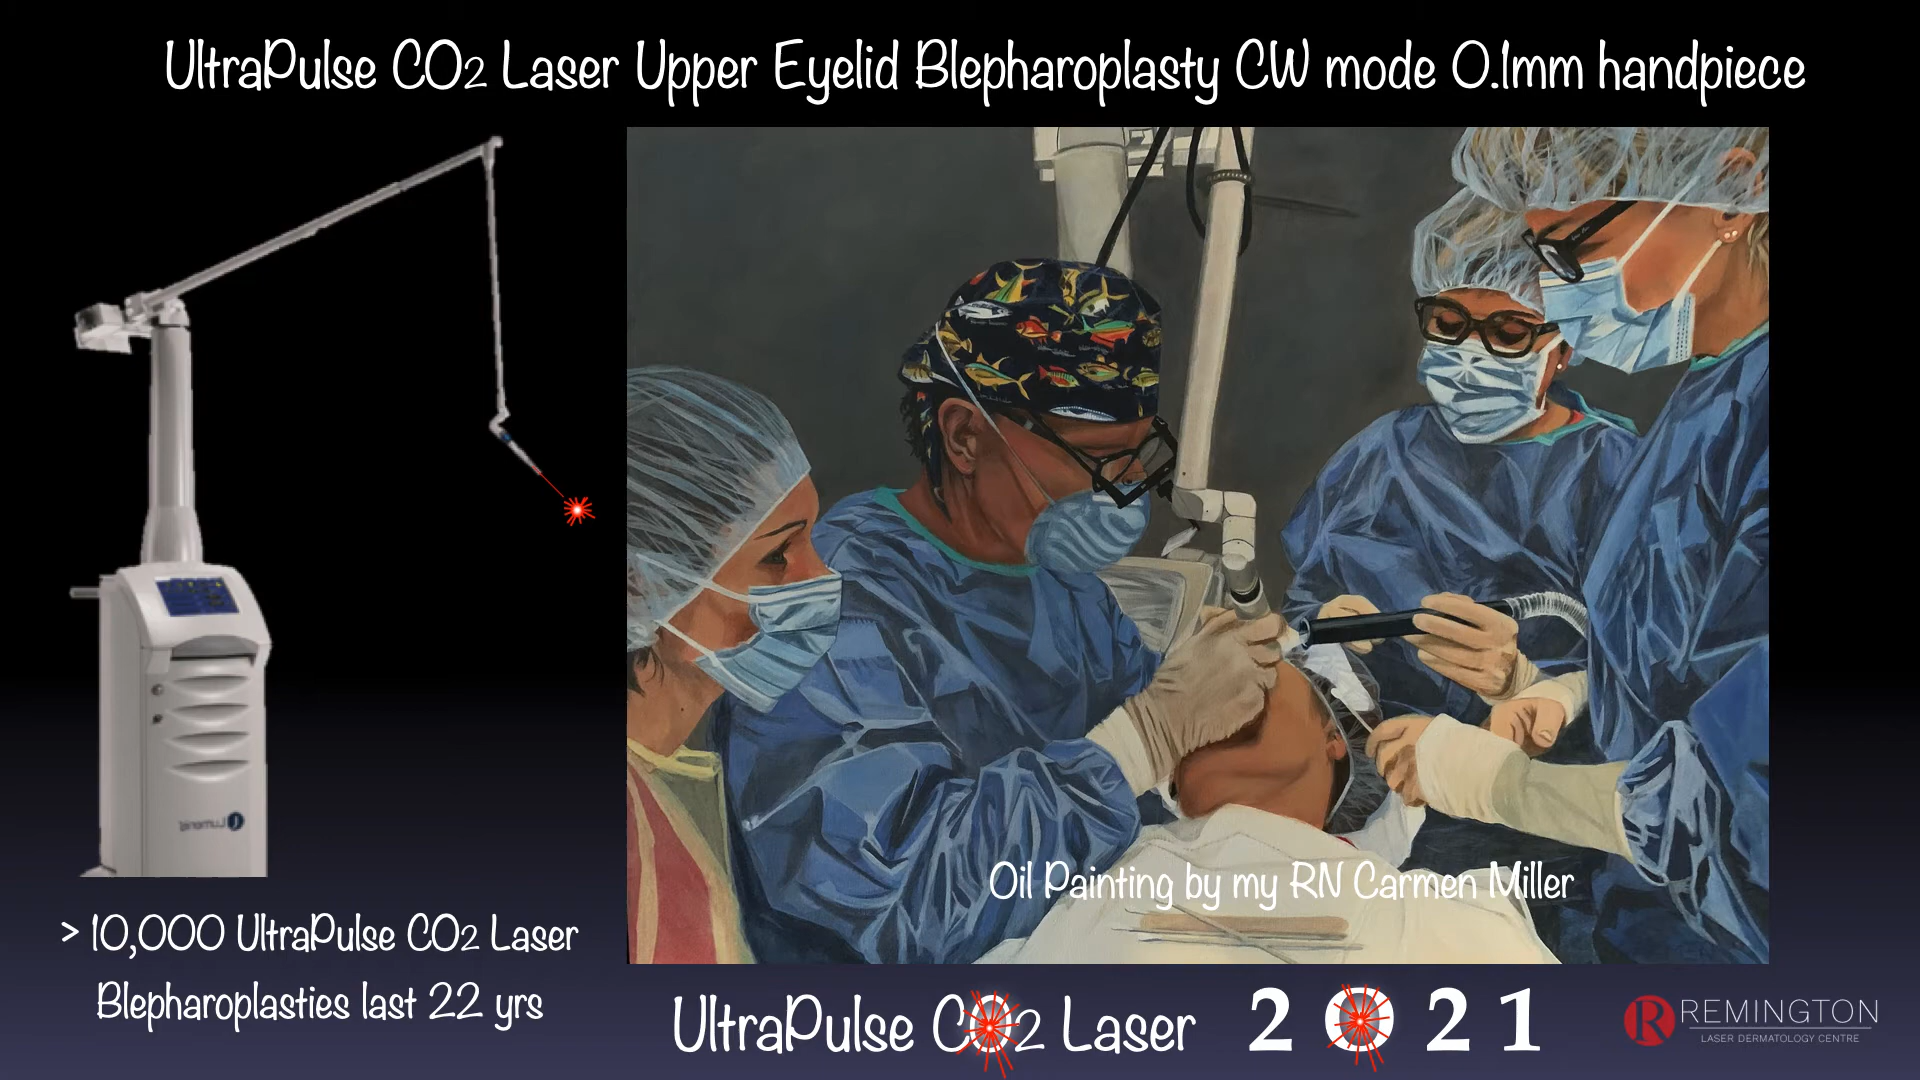 UltraPulse CO2 Laser Upper Eyelid Blepharoplasty CW mode 0.1mm handpiece
Lumenis
Oil Painting by my RN Carmen Miller
> 10,000 UltraPulse CO2 Laser
Blepharoplasties last 22 yrs
UltraPulse CO2 Laser 2021
R REMINGTON
LASER DERMATOLOGY CENTRE